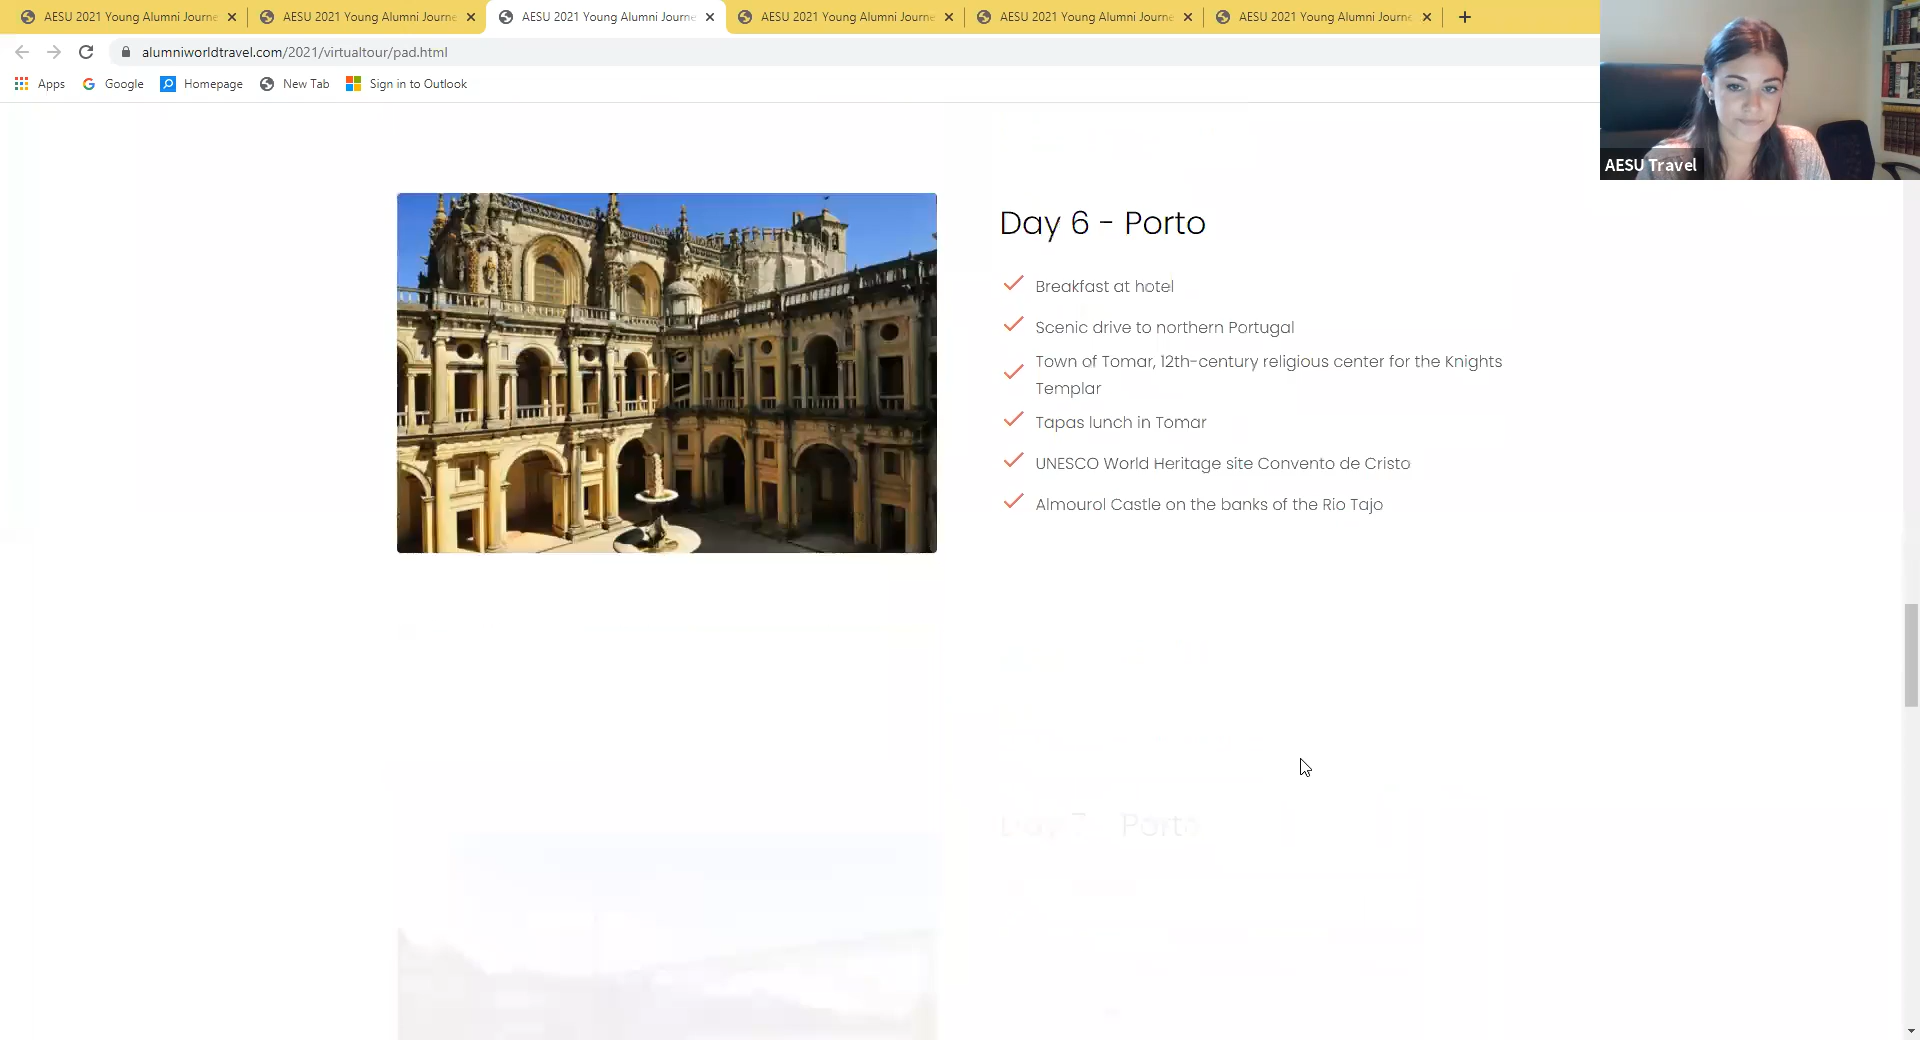 AESU 2021 Young Alumni Journe
AESU 2021 Young Alumni Journe
AESU 2021 Young Alumni Journe
AESU 2021 Young Alumni Journe
AESU 2021 Young Alumni Journe
AESU 2021 Young Alumni Journe
alumniworldtravel.com/2021/virtualtour/pad.html
Apps
Google
Homepage
New Tab
Sign in to Outlook
AESU Travel
Day 6 - Porto
Breakfast at hotel
Scenic drive to northern Portugal
Town of Tomar, 12th-century religious center for the Knights
Templar
Tapas lunch in Tomar
UNESCO World Heritage site Convento de Cristo
Almourol Castle on the banks of the Rio Tajo
Day 7 - Porto